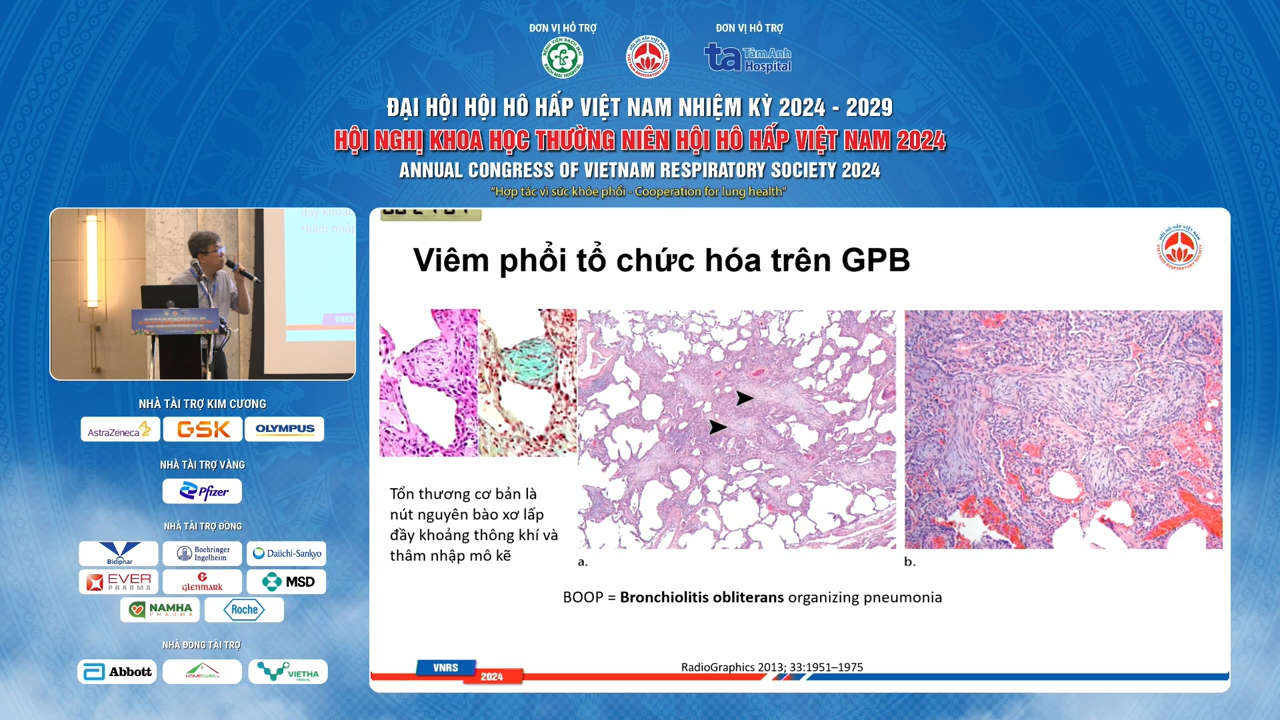 ĐƠN VỊ HỖ TRỢ
ĐƠN VỊ HỖ TRỢ
TâmAnh
Hospital
ĐẠI HỘI HỘI HÔ HẤP VIỆT NAM NHIỆM KỲ 2024 - 2029
HỘI NGHỊ KHOA HỌC THƯỜNG NIÊN HỘI HÔ HẤP VIỆT NAM 2024
ANNUAL CONGRESS OF VIETNAM RESPIRATORY SOCIETY 2024
"Hợp tác vì sức khỏe phổi - Cooperation for lung health"
NHÀ TÀI TRỢ KIM CƯƠNG
AstraZeneca
GSK
OLYMPUS
NHÀ TÀI TRỢ VÀNG
Pfizer
NHÀ TÀI TRỢ ĐỒNG
Bidiphar
Boehringer
Ingelheim
Daiichi-Sankyo
EVER
PHARMA
GLENMARK
MSD
NAMHA
PHARMA
Roche
NHÀ ĐỒNG TÀI TRỢ
Abbott
VIETHA
Viêm phổi tổ chức hóa trên GPB
Tổn thương cơ bản là
nút nguyên bào xơ lấp
đầy khoảng thông khí và
thâm nhập mô kẽ
a.
b.
BOOP = Bronchiolitis obliterans organizing pneumonia
RadioGraphics 2013; 33:1951–1975
VNRS
2024